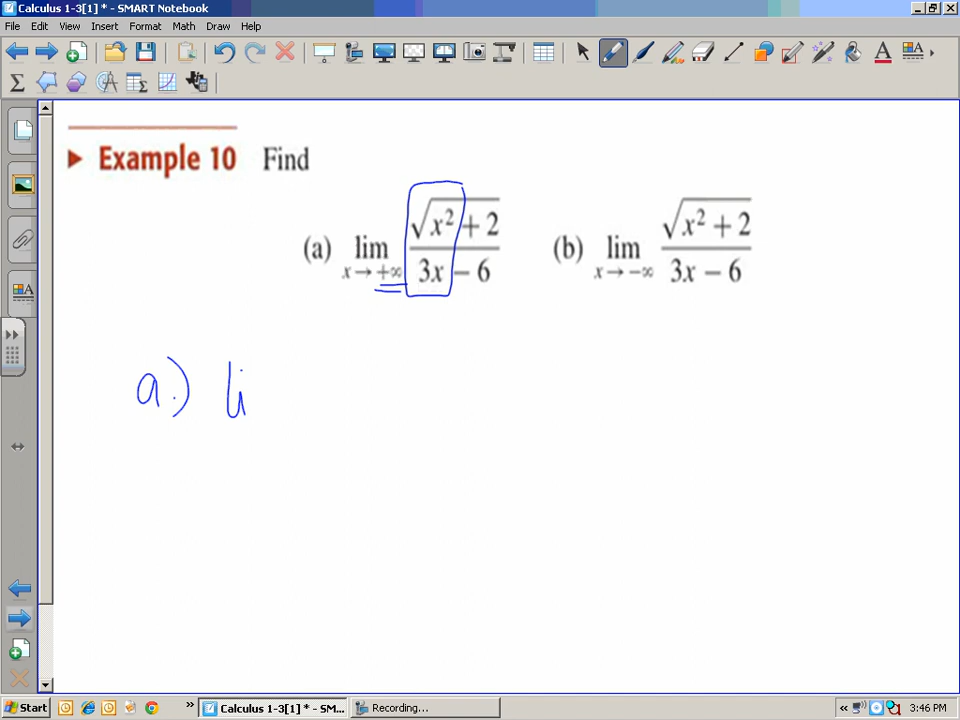 Calculus 1-3[1] * - SMART Notebook
File Edit View Insert Format Math Draw Help
Example 10 Find
(a) lim x→+∞ √x² + 2 / 3x − 6 (b) lim x→−∞ √x² + 2 / 3x − 6
a.) li
Start » Calculus 1-3[1] * - SM... Recording... « 3:46 PM